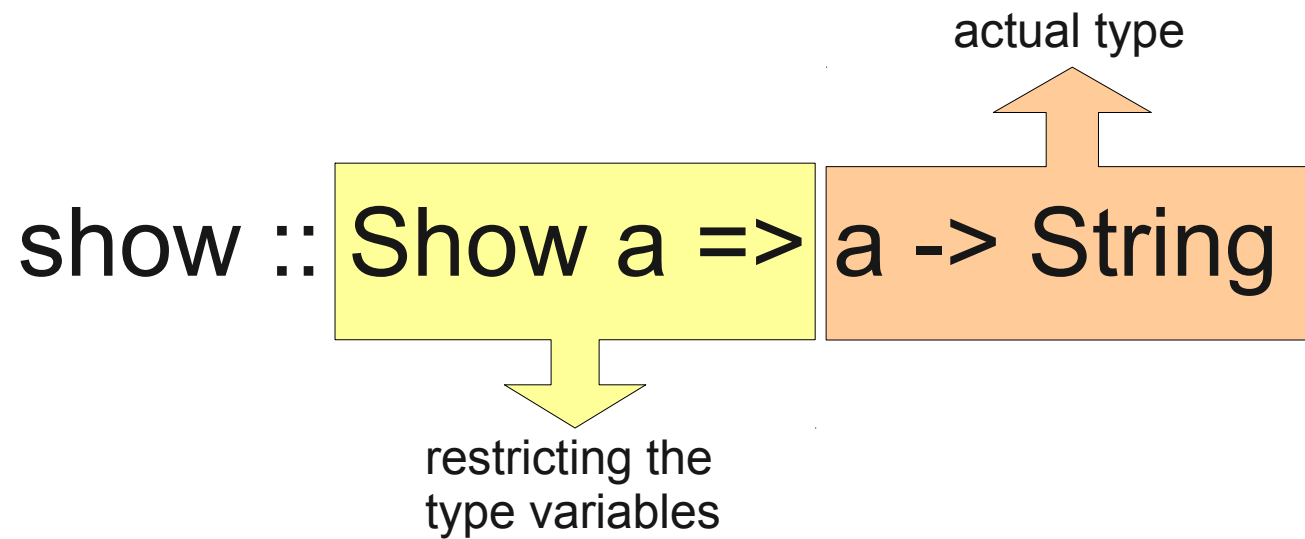 actual type
show :: Show a => a -> String
restricting the
type variables